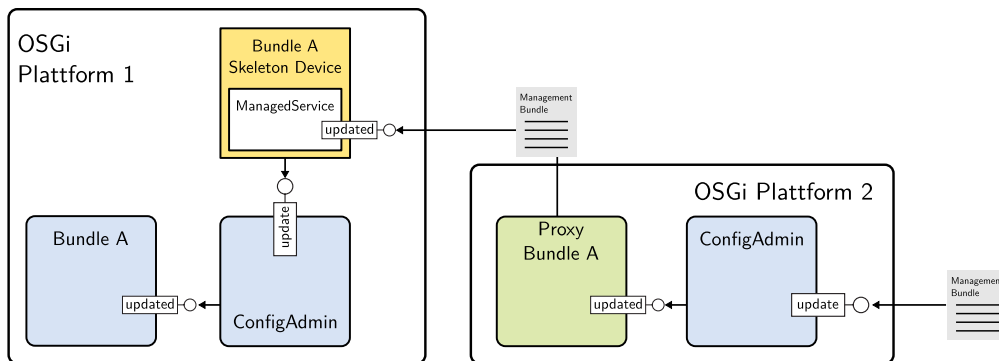 OSGi
Plattform 1
Bundle A
Skeleton Device
ManagedService
updated
update
Bundle A
updated
ConfigAdmin
Management
Bundle
OSGi Plattform 2
Proxy
Bundle A
updated
ConfigAdmin
update
Management
Bundle